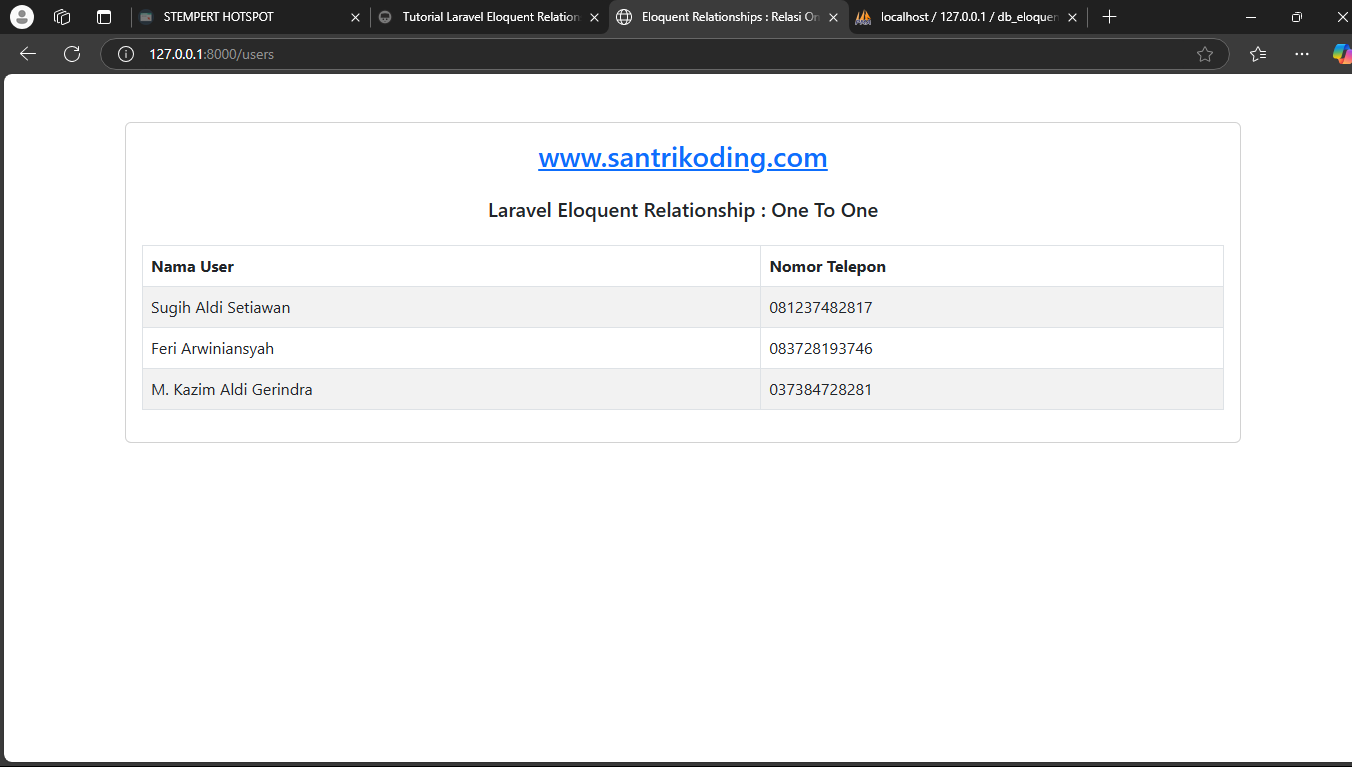 STEMPERT HOTSPOT
Tutorial Laravel Eloquent Relation
Eloquent Relationships : Relasi On
localhost / 127.0.0.1 / db_eloquen
127.0.0.1:8000/users
www.santrikoding.com
Laravel Eloquent Relationship : One To One
Nama User Nomor Telepon
Sugih Aldi Setiawan 081237482817
Feri Arwiniansyah 083728193746
M. Kazim Aldi Gerindra 037384728281